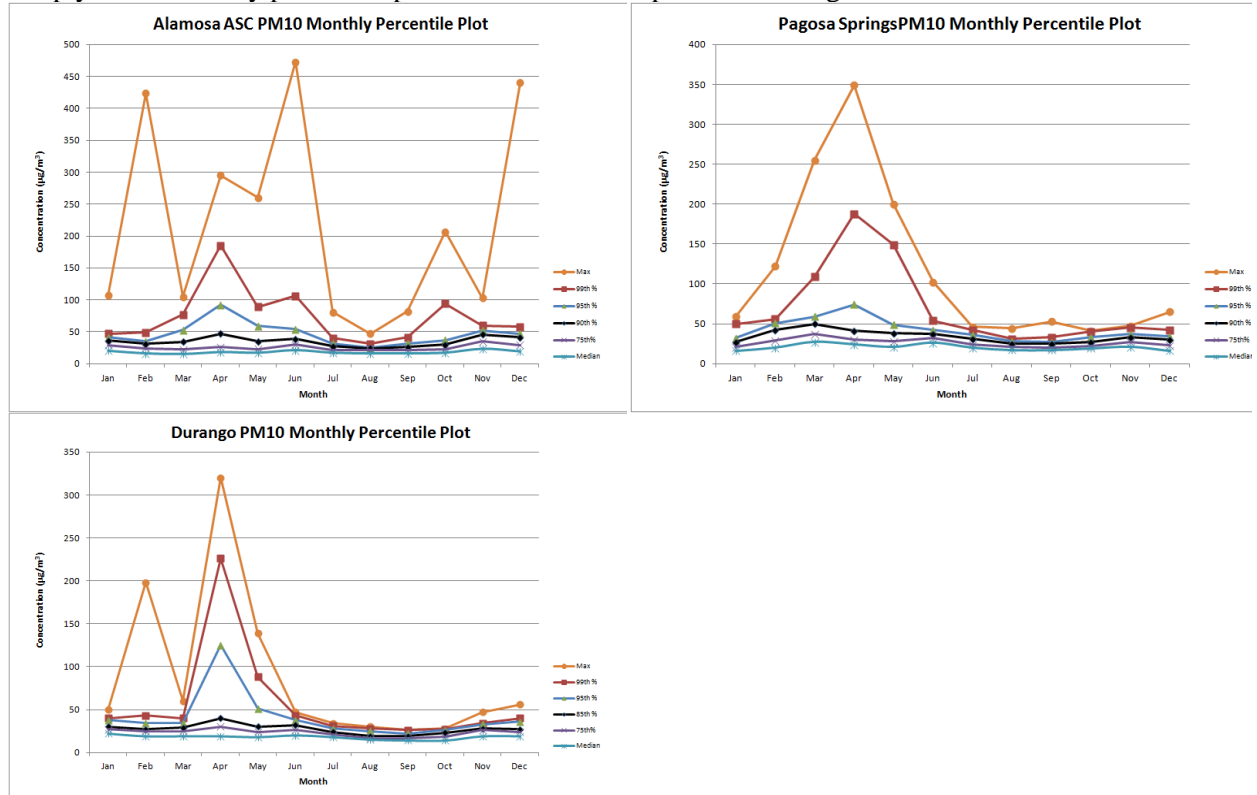 Alamosa ASC PM10 Monthly Percentile Plot
Concentration (µg/m³)
500
450
400
350
300
250
200
150
100
50
0
Jan Feb Mar Apr May Jun Jul Aug Sep Oct Nov Dec
Month
Max
99th %
95th %
90th %
75th%
Median
Pagosa SpringsPM10 Monthly Percentile Plot
Concentration (µg/m³)
400
350
300
250
200
150
100
50
0
Jan Feb Mar Apr May Jun Jul Aug Sep Oct Nov Dec
Month
Max
99th %
95th %
90th %
75th%
Median
Durango PM10 Monthly Percentile Plot
Concentration (µg/m³)
350
300
250
200
150
100
50
0
Jan Feb Mar Apr May Jun Jul Aug Sep Oct Nov Dec
Month
Max
99th %
95th %
85th %
75th%
Median